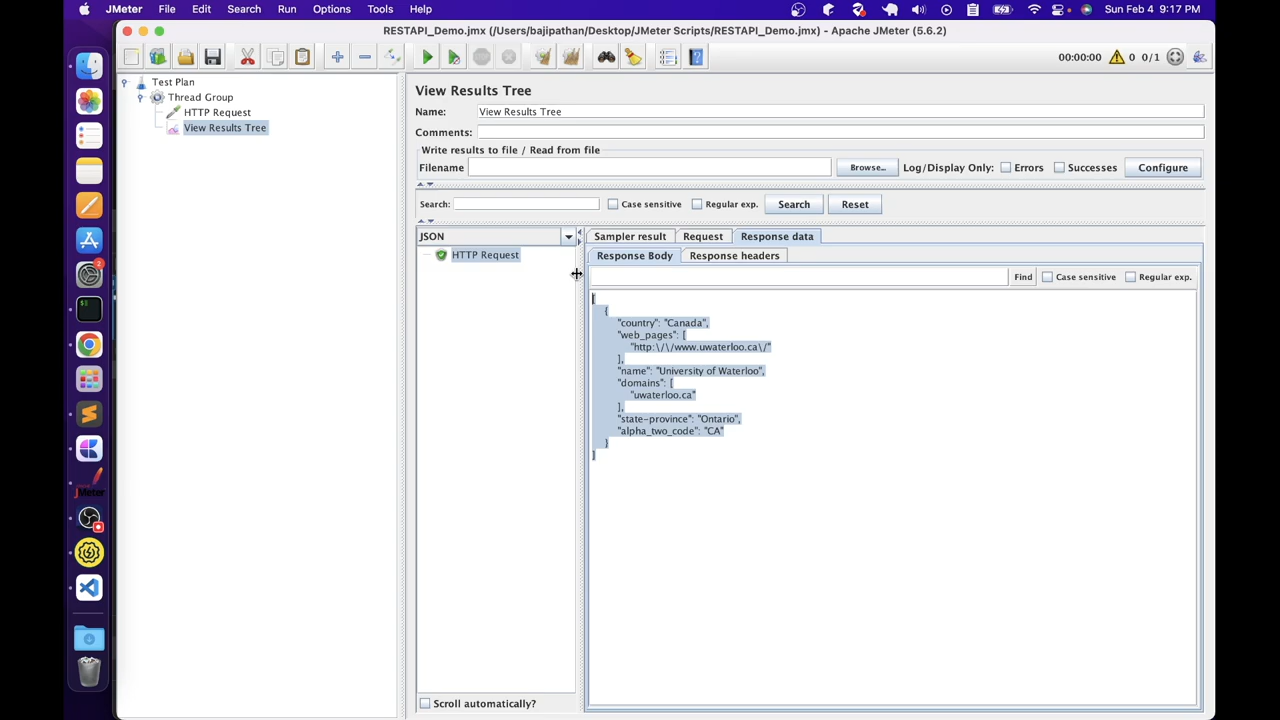 JMeter File Edit Search Run Options Tools Help Sun Feb 4 9:17 PM
RESTAPI_Demo.jmx (/Users/bajipathan/Desktop/JMeter Scripts/RESTAPI_Demo.jmx) - Apache JMeter (5.6.2)
00:00:00 0 0/1
Test Plan
Thread Group
HTTP Request
View Results Tree
View Results Tree
Name: View Results Tree
Comments:
Write results to file / Read from file
Filename Browse... Log/Display Only: Errors Successes Configure
Search: Case sensitive Regular exp. Search Reset
JSON
HTTP Request
Sampler result Request Response data
Response Body Response headers
Find Case sensitive Regular exp.
[
{
"country": "Canada",
"web_pages": [
"http:\/\/www.uwaterloo.ca\/"
],
"name": "University of Waterloo",
"domains": [
"uwaterloo.ca"
],
"state-province": "Ontario",
"alpha_two_code": "CA"
}
]
Scroll automatically?
2
JMeter